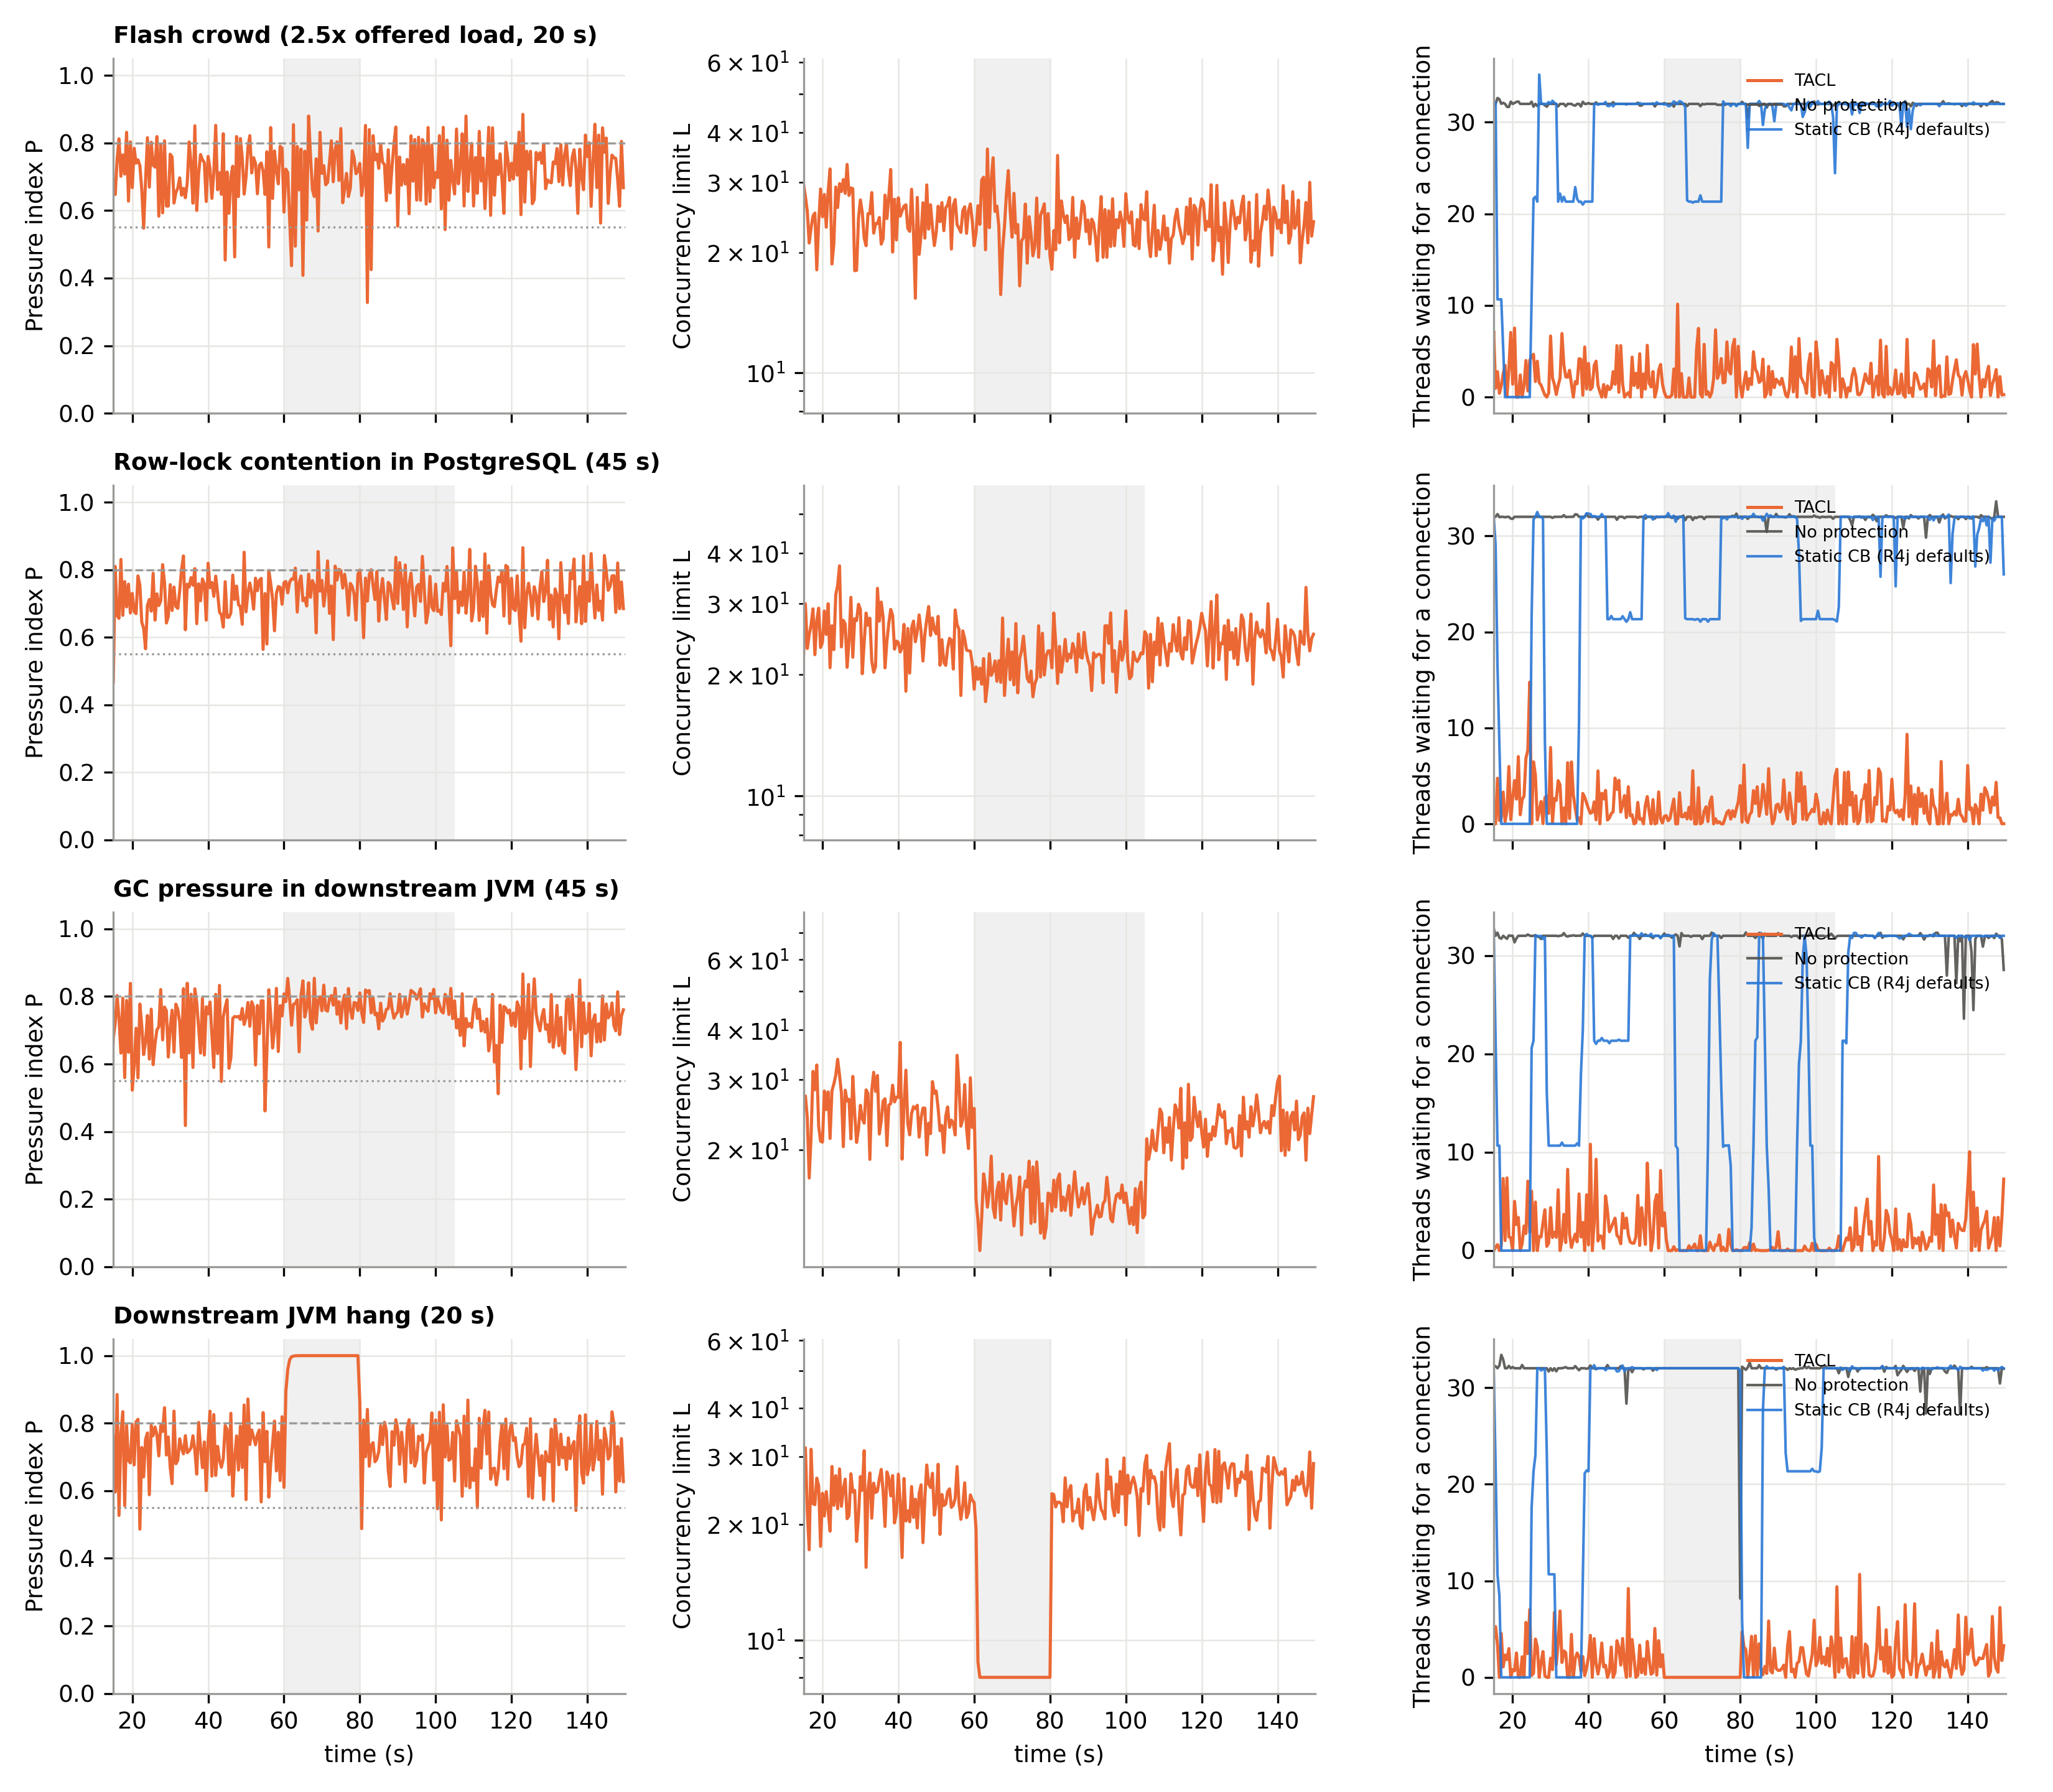 Flash crowd (2.5x offered load, 20 s)
Pressure index P
1.0
0.8
0.6
0.4
0.2
0.0
Concurrency limit L
6 × 10¹
4 × 10¹
3 × 10¹
2 × 10¹
10¹
Threads waiting for a connection
30
20
10
0
TACL
No protection
Static CB (R4j defaults)
Row-lock contention in PostgreSQL (45 s)
Pressure index P
1.0
0.8
0.6
0.4
0.2
0.0
Concurrency limit L
4 × 10¹
3 × 10¹
2 × 10¹
10¹
Threads waiting for a connection
30
20
10
0
TACL
No protection
Static CB (R4j defaults)
GC pressure in downstream JVM (45 s)
Pressure index P
1.0
0.8
0.6
0.4
0.2
0.0
Concurrency limit L
6 × 10¹
4 × 10¹
3 × 10¹
2 × 10¹
Threads waiting for a connection
30
20
10
0
TACL
No protection
Static CB (R4j defaults)
Downstream JVM hang (20 s)
Pressure index P
1.0
0.8
0.6
0.4
0.2
0.0
20 40 60 80 100 120 140
time (s)
Concurrency limit L
6 × 10¹
4 × 10¹
3 × 10¹
2 × 10¹
10¹
20 40 60 80 100 120 140
time (s)
Threads waiting for a connection
30
20
10
0
TACL
No protection
Static CB (R4j defaults)
20 40 60 80 100 120 140
time (s)